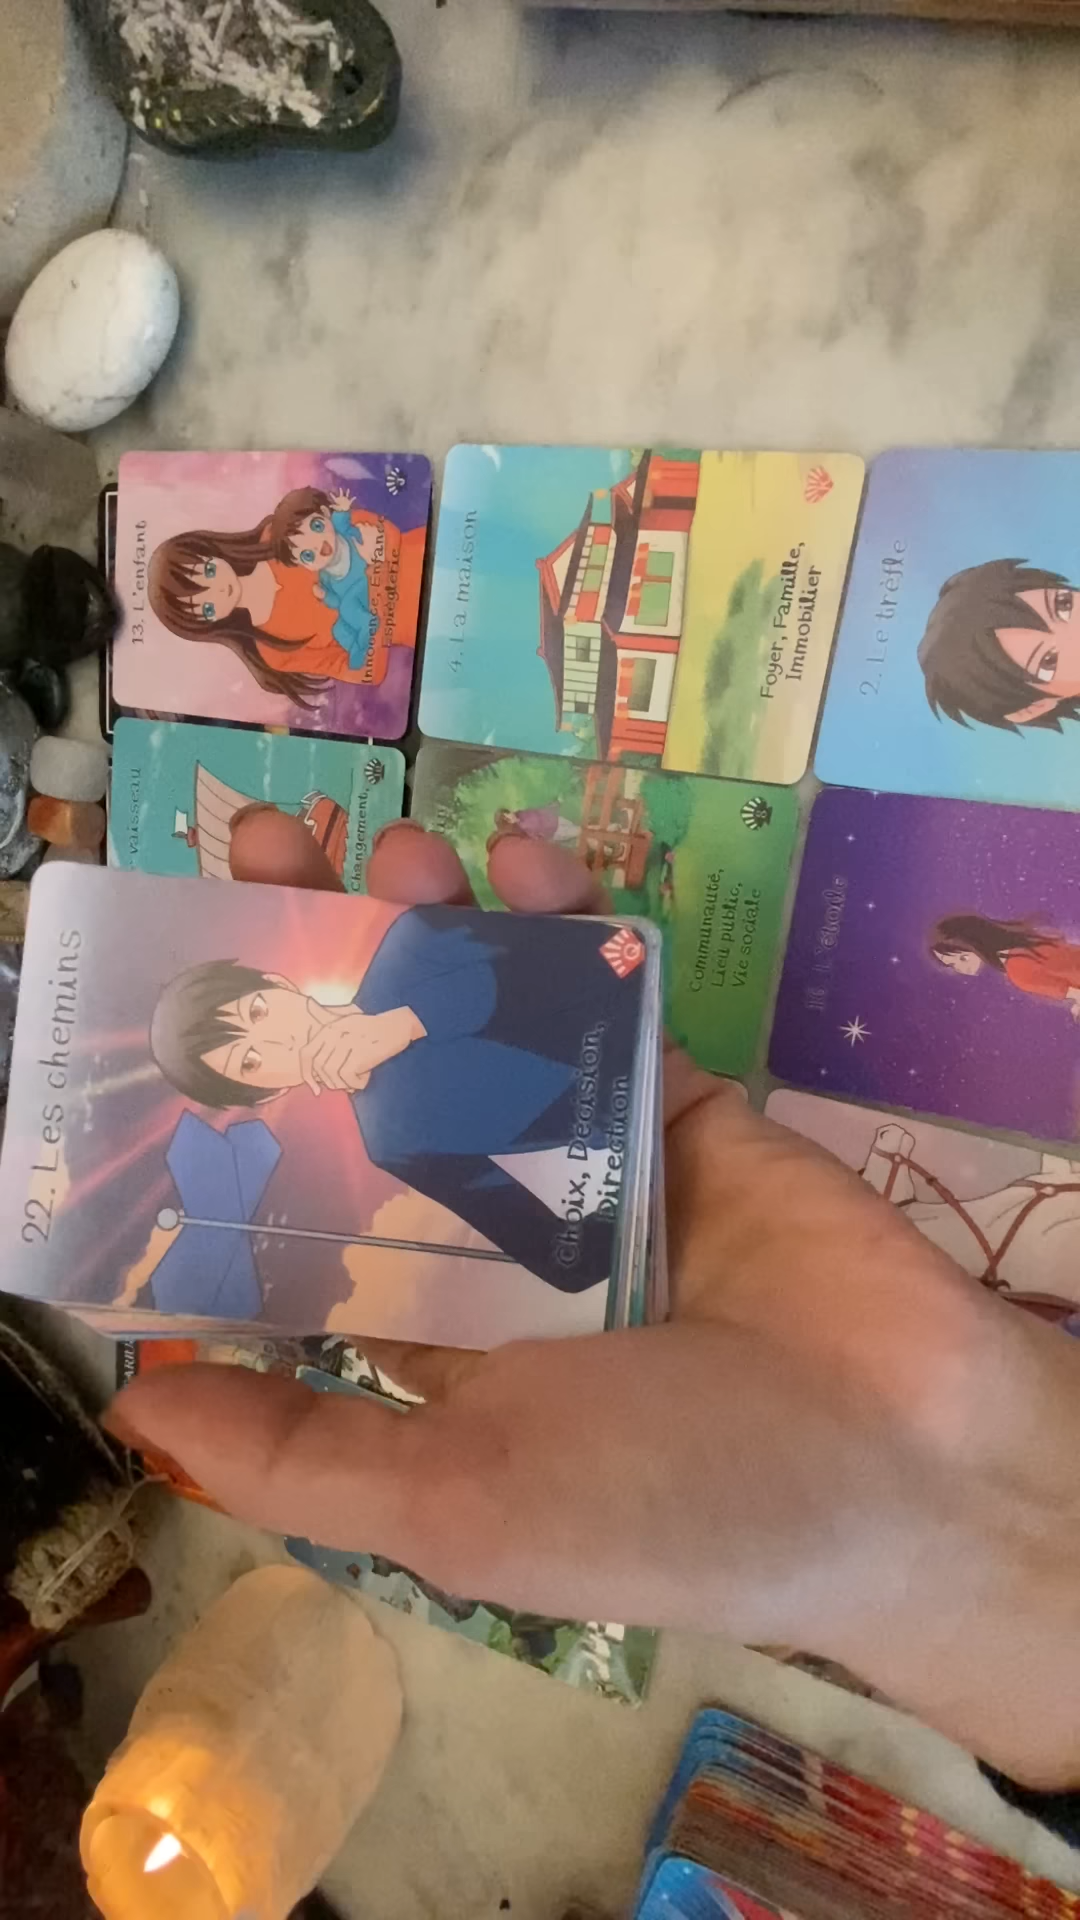 13. L'enfant
Innocence, Enfance
Espièglerie
4. La maison
Foyer, Famille,
Immobilier
2. Le trèfle
vaisseau
Changement,
Communauté,
Lieu public,
Vie sociale
16. L'étoile
22. Les chemins
Choix, Décision,
Direction
Q